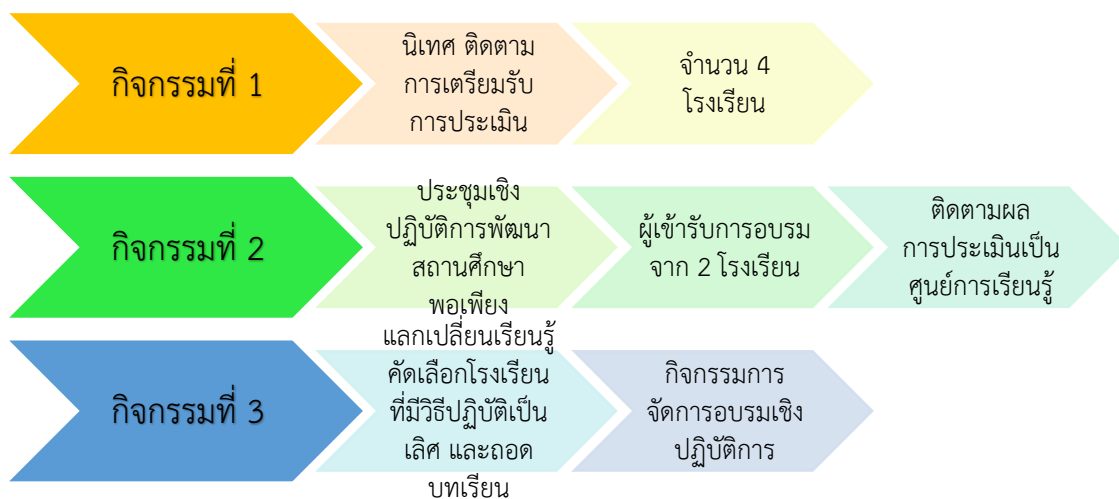 กิจกรรมที่ 1
นิเทศ ติดตาม
การเตรียมรับ
การประเมิน
จำนวน 4
โรงเรียน
กิจกรรมที่ 2
ประชุมเชิง
ปฏิบัติการพัฒนา
สถานศึกษา
พอเพียง
ผู้เข้ารับการอบรม
จาก 2 โรงเรียน
ติดตามผล
การประเมินเป็น
ศูนย์การเรียนรู้
กิจกรรมที่ 3
แลกเปลี่ยนเรียนรู้
คัดเลือกโรงเรียน
ที่มีวิธีปฏิบัติเป็น
เลิศ และถอด
บทเรียน
กิจกรรมการ
จัดการอบรมเชิง
ปฏิบัติการ